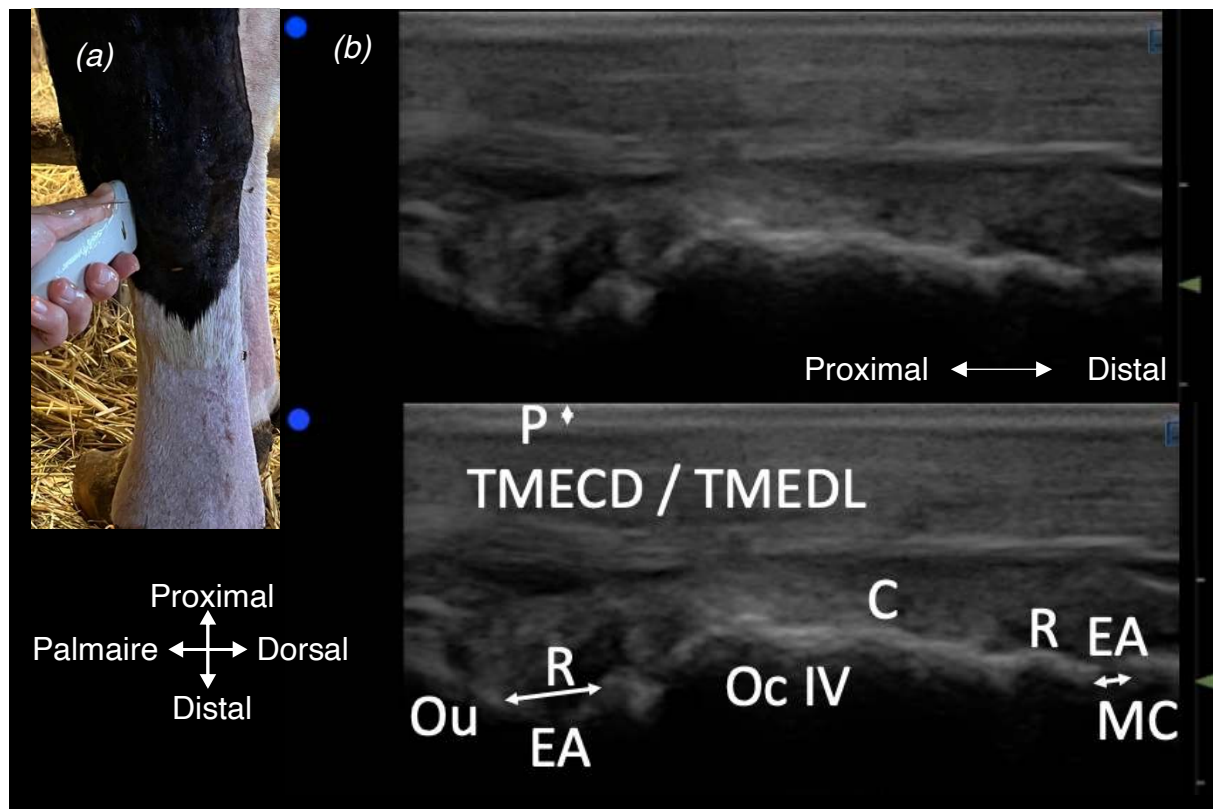 (a)
(b)
Proximal
Distal
P
TMECD / TMEDL
C
R
R
EA
Oc IV
Ou
EA
MC
Proximal
Palmaire
Dorsal
Distal